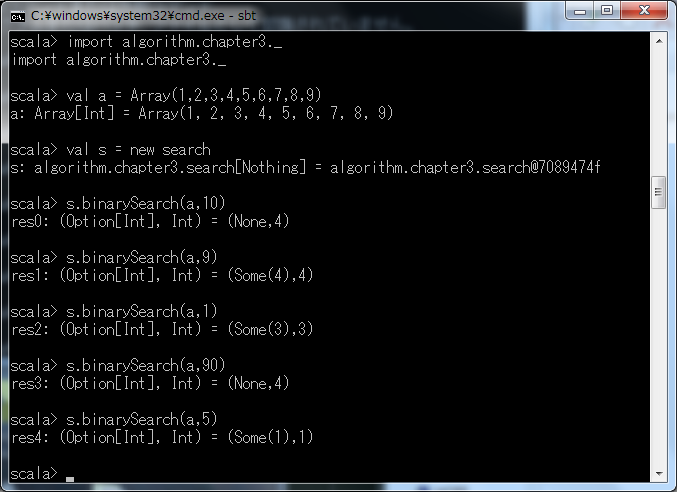 C:¥windows¥system32¥cmd.exe - sbt
scala> import algorithm.chapter3._
import algorithm.chapter3._
scala> val a = Array(1,2,3,4,5,6,7,8,9)
a: Array[Int] = Array(1, 2, 3, 4, 5, 6, 7, 8, 9)
scala> val s = new search
s: algorithm.chapter3.search[Nothing] = algorithm.chapter3.search@7089474f
scala> s.binarySearch(a,10)
res0: (Option[Int], Int) = (None,4)
scala> s.binarySearch(a,9)
res1: (Option[Int], Int) = (Some(4),4)
scala> s.binarySearch(a,1)
res2: (Option[Int], Int) = (Some(3),3)
scala> s.binarySearch(a,90)
res3: (Option[Int], Int) = (None,4)
scala> s.binarySearch(a,5)
res4: (Option[Int], Int) = (Some(1),1)
scala>